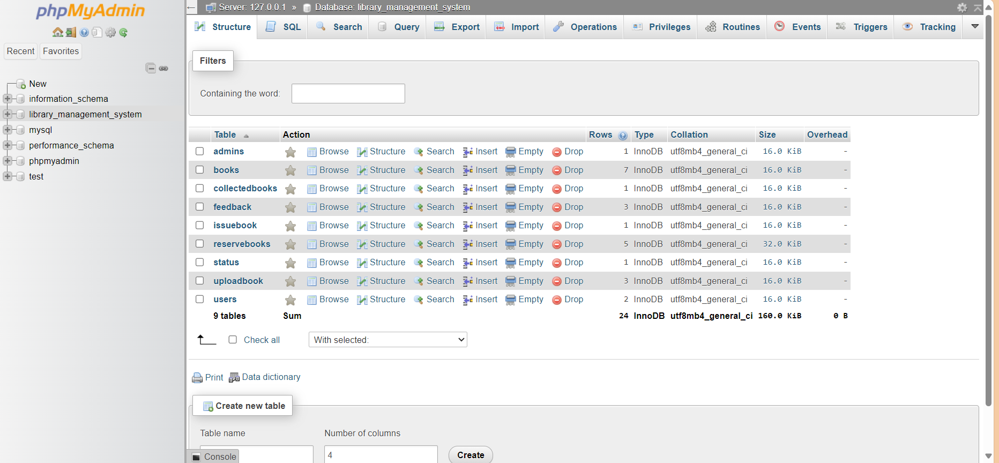 phpMyAdmin
Recent Favorites
New
information_schema
library_management_system
mysql
performance_schema
phpmyadmin
test
Server: 127.0.0.1 » Database: library_management_system
Structure SQL Search Query Export Import Operations Privileges Routines Events Triggers Tracking
Filters
Containing the word:
Table Action Rows Type Collation Size Overhead
admins Browse Structure Search Insert Empty Drop 1 InnoDB utf8mb4_general_ci 16.0 KiB -
books Browse Structure Search Insert Empty Drop 7 InnoDB utf8mb4_general_ci 16.0 KiB -
collectedbooks Browse Structure Search Insert Empty Drop 1 InnoDB utf8mb4_general_ci 16.0 KiB -
feedback Browse Structure Search Insert Empty Drop 3 InnoDB utf8mb4_general_ci 16.0 KiB -
issuebook Browse Structure Search Insert Empty Drop 1 InnoDB utf8mb4_general_ci 16.0 KiB -
reservebooks Browse Structure Search Insert Empty Drop 5 InnoDB utf8mb4_general_ci 32.0 KiB -
status Browse Structure Search Insert Empty Drop 1 InnoDB utf8mb4_general_ci 16.0 KiB -
uploadbook Browse Structure Search Insert Empty Drop 3 InnoDB utf8mb4_general_ci 16.0 KiB -
users Browse Structure Search Insert Empty Drop 2 InnoDB utf8mb4_general_ci 16.0 KiB -
9 tables Sum 24 InnoDB utf8mb4_general_ci 160.0 KiB 0 B
Check all With selected:
Print Data dictionary
Create new table
Table name Number of columns
4 Create
Console